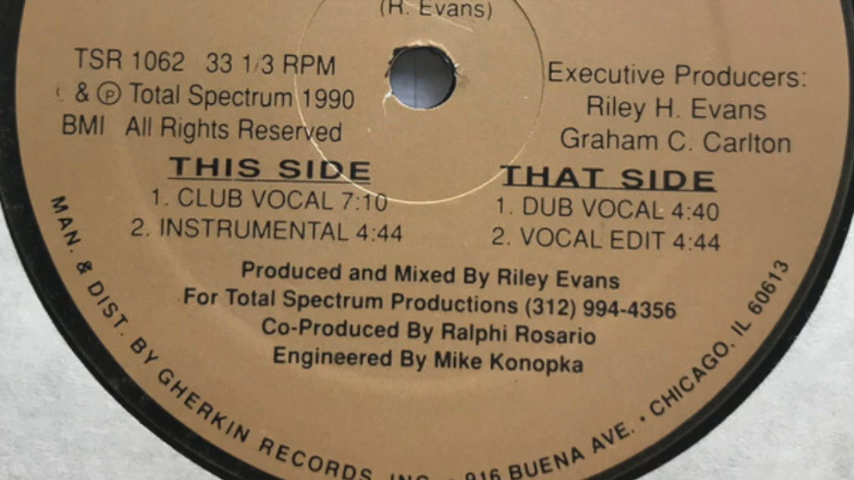 (R. Evans)
TSR 1062 33 1/3 RPM
& ℗ Total Spectrum 1990
BMI All Rights Reserved
Executive Producers:
Riley H. Evans
Graham C. Carlton
THIS SIDE
1. CLUB VOCAL 7:10
2. INSTRUMENTAL 4:44
THAT SIDE
1. DUB VOCAL 4:40
2. VOCAL EDIT 4:44
Produced and Mixed By Riley Evans
For Total Spectrum Productions (312) 994-4356
Co-Produced By Ralphi Rosario
Engineered By Mike Konopka
MAN. & DIST. BY GHERKIN RECORDS, INC. 916 BUENA AVE. • CHICAGO, IL 60613